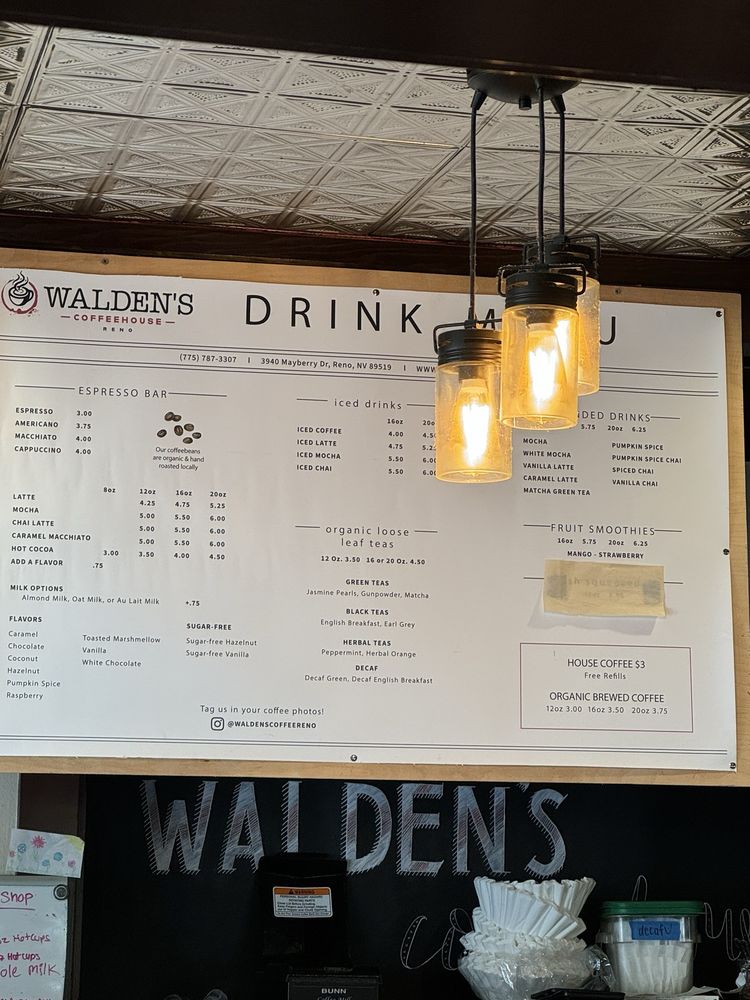 WALDEN'S
COFFEEHOUSE
RENO
DRINK
(775) 787-3307 | 3940 Mayberry Dr, Reno, NV 89519 | WWW
ESPRESSO BAR
ESPRESSO 3.00
AMERICANO 3.75
MACCHIATO 4.00
CAPPUCCINO 4.00
Our coffeebeans
are organic & hand
roasted locally
8oz 12oz 16oz 20oz
LATTE 4.25 4.75 5.25
MOCHA 5.00 5.50 6.00
CHAI LATTE 5.00 5.50 6.00
CARAMEL MACCHIATO 5.00 5.50 6.00
HOT COCOA 3.00 3.50 4.00 4.50
ADD A FLAVOR .75
MILK OPTIONS
Almond Milk, Oat Milk, or Au Lait Milk +.75
FLAVORS
Caramel
Chocolate
Coconut
Hazelnut
Pumpkin Spice
Raspberry
Toasted Marshmellow
Vanilla
White Chocolate
SUGAR-FREE
Sugar-free Hazelnut
Sugar-free Vanilla
iced drinks
16oz
ICED COFFEE 4.00
ICED LATTE 4.75
ICED MOCHA 5.50
ICED CHAI 5.50
organic loose
leaf teas
12 Oz. 3.50 16 or 20 Oz. 4.50
GREEN TEAS
Jasmine Pearls, Gunpowder, Matcha
BLACK TEAS
English Breakfast, Earl Grey
HERBAL TEAS
Peppermint, Herbal Orange
DECAF
Decaf Green, Decaf English Breakfast
Tag us in your coffee photos!
@WALDENSCOFFEERENO
DRINKS
5.75 20oz 6.25
MOCHA
WHITE MOCHA
VANILLA LATTE
CARAMEL LATTE
MATCHA GREEN TEA
PUMPKIN SPICE
PUMPKIN SPICE CHAI
SPICED CHAI
VANILLA CHAI
FRUIT SMOOTHIES
16oz 5.75 20oz 6.25
MANGO - STRAWBERRY
HOUSE COFFEE $3
Free Refills
ORGANIC BREWED COFFEE
12oz 3.00 16oz 3.50 20oz 3.75
WALDEN'S
WARNING
BUNN
decaf
Shop
Hot cups
Hot cups
milk